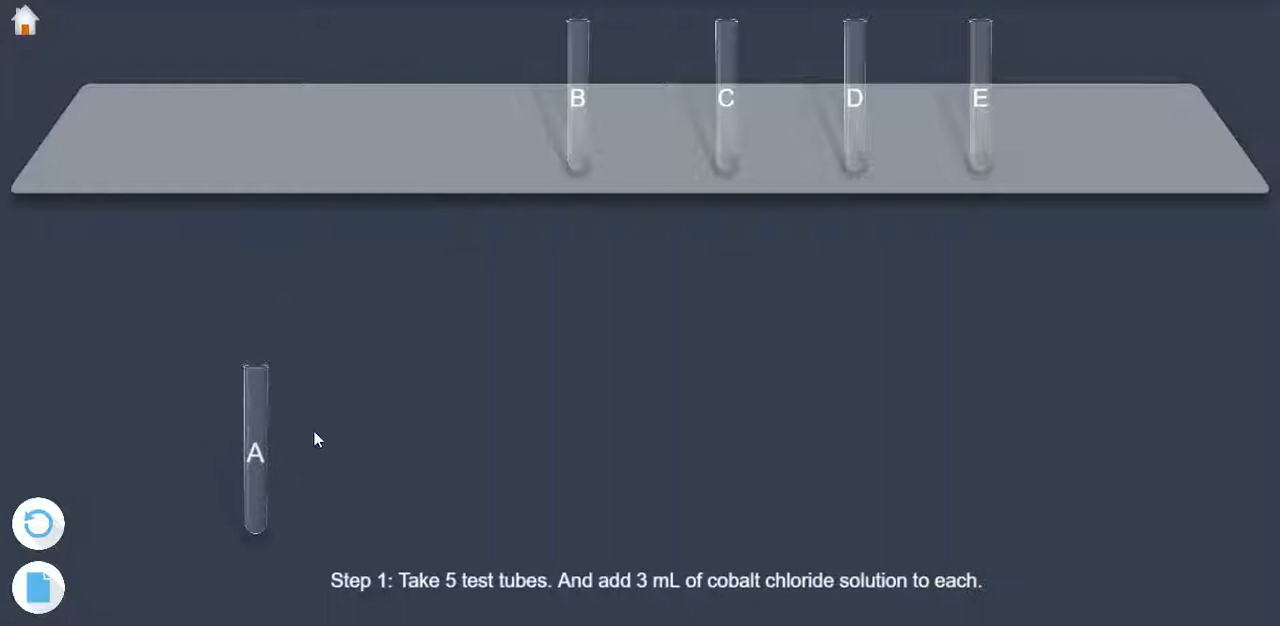 B C D E
A
Step 1: Take 5 test tubes. And add 3 mL of cobalt chloride solution to each.